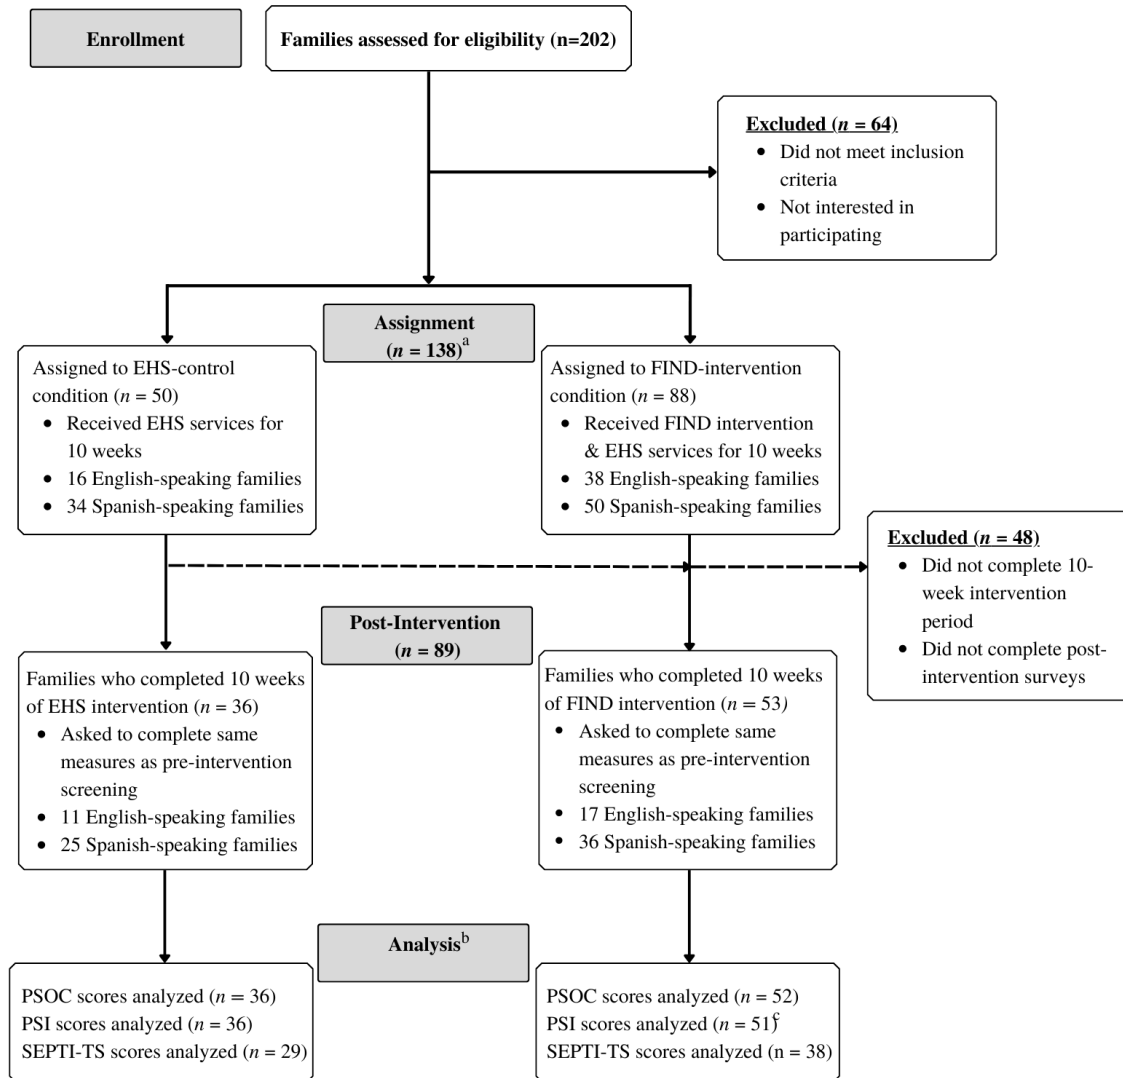 Enrollment
Families assessed for eligibility (n=202)
Excluded (n = 64)
• Did not meet inclusion
criteria
• Not interested in
participating
Assignment
(n = 138)a
Assigned to EHS-control
condition (n = 50)
• Received EHS services for
10 weeks
• 16 English-speaking families
• 34 Spanish-speaking families
Assigned to FIND-intervention
condition (n = 88)
• Received FIND intervention
& EHS services for 10 weeks
• 38 English-speaking families
• 50 Spanish-speaking families
Excluded (n = 48)
• Did not complete 10-
week intervention
period
• Did not complete post-
intervention surveys
Post-Intervention
(n = 89)
Families who completed 10 weeks
of EHS intervention (n = 36)
• Asked to complete same
measures as pre-intervention
screening
• 11 English-speaking families
• 25 Spanish-speaking families
Families who completed 10 weeks
of FIND intervention (n = 53)
• Asked to complete same
measures as pre-intervention
screening
• 17 English-speaking families
• 36 Spanish-speaking families
Analysisb
PSOC scores analyzed (n = 36)
PSI scores analyzed (n = 36)
SEPTI-TS scores analyzed (n = 29)
PSOC scores analyzed (n = 52)
PSI scores analyzed (n = 51)c
SEPTI-TS scores analyzed (n = 38)